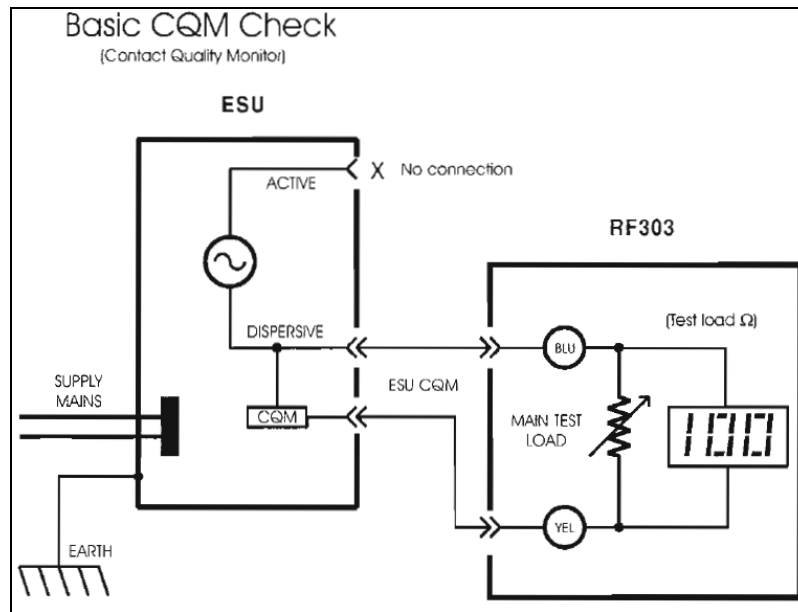 Basic CQM Check
(Contact Quality Monitor)
ESU
ACTIVE
X No connection
RF303
DISPERSIVE
(Test load Ω)
BLU
SUPPLY
MAINS
ESU CQM
CQM
MAIN TEST
LOAD
100
YEL
EARTH